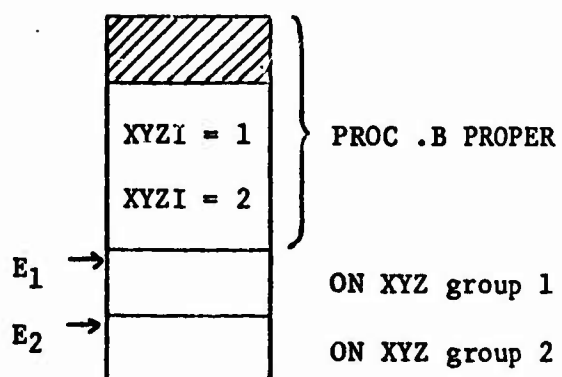 XYZI = 1
PROC .B PROPER
XYZI = 2
E1
ON XYZ group 1
E2
ON XYZ group 2